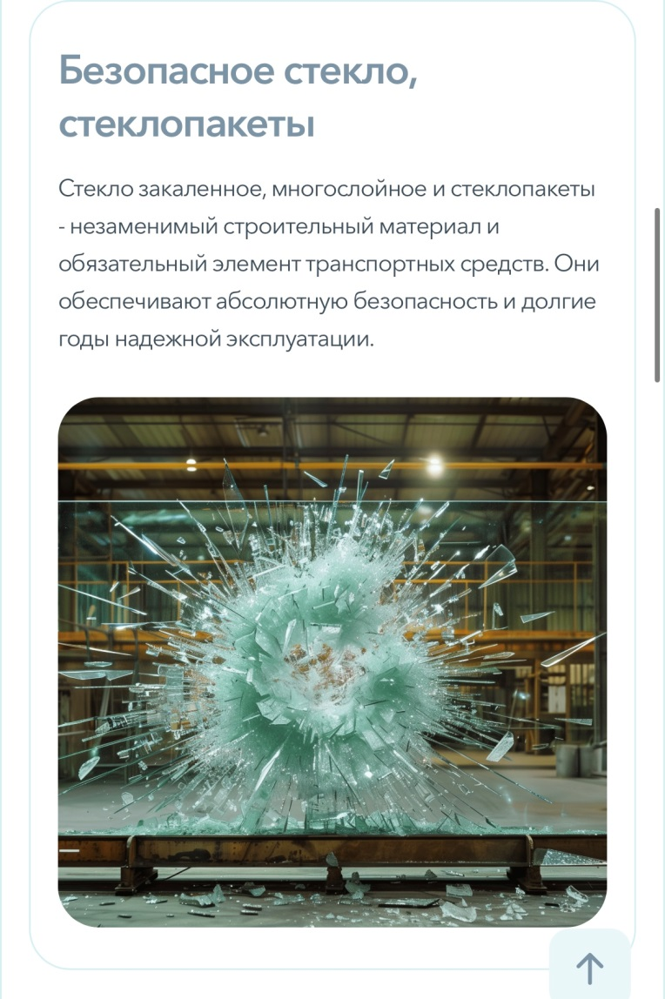 Безопасное стекло,
стеклопакеты
Стекло закаленное, многослойное и стеклопакеты
- незаменимый строительный материал и
обязательный элемент транспортных средств. Они
обеспечивают абсолютную безопасность и долгие
годы надежной эксплуатации.